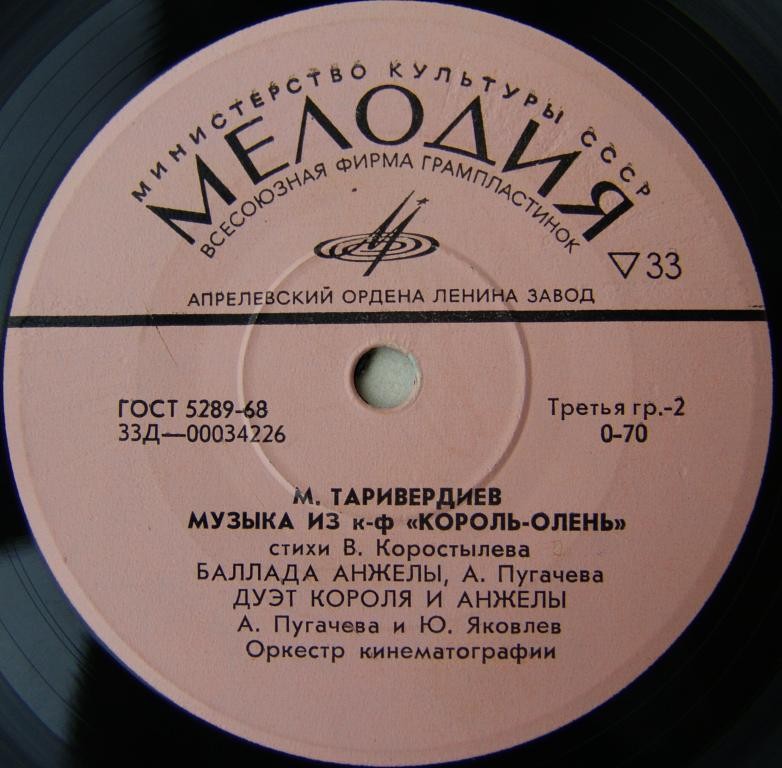 МИНИСТЕРСТВО КУЛЬТУРЫ СССР
МЕЛОДИЯ
ВСЕСОЮЗНАЯ ФИРМА ГРАМПЛАСТИНОК
▽33
АПРЕЛЕВСКИЙ ОРДЕНА ЛЕНИНА ЗАВОД
ГОСТ 5289-68
33Д—00034226
Третья гр.-2
0-70
М. ТАРИВЕРДИЕВ
МУЗЫКА ИЗ к-ф «КОРОЛЬ-ОЛЕНЬ»
стихи В. Коростылева
БАЛЛАДА АНЖЕЛЫ, А. Пугачева
ДУЭТ КОРОЛЯ И АНЖЕЛЫ
А. Пугачева и Ю. Яковлев
Оркестр кинематографии